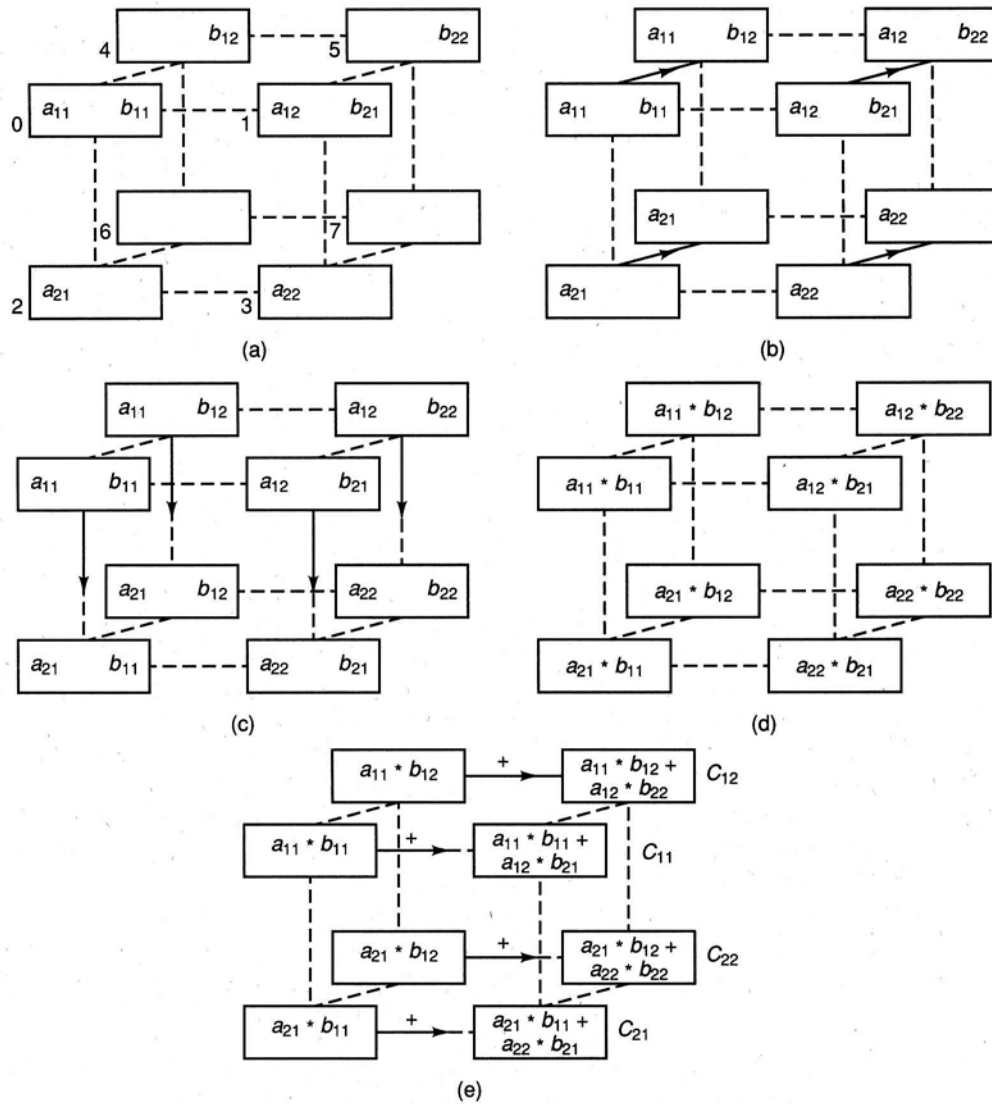 4 b12 5 b22
0 a11 b11 1 a12 b21
6 7
2 a21 3 a22
(a)
a11 b12 a12 b22
a11 b11 a12 b21
a21 a22
a21 a22
(b)
a11 b12 a12 b22
a11 b11 a12 b21
a21 b12 a22 b22
a21 b11 a22 b21
(c)
a11 * b12 a12 * b22
a11 * b11 a12 * b21
a21 * b12 a22 * b22
a21 * b11 a22 * b21
(d)
a11 * b12 + a11 * b12 + C12
a12 * b22
a11 * b11 + a11 * b11 + C11
a12 * b21
a21 * b12 + a21 * b12 + C22
a22 * b22
a21 * b11 + a21 * b11 + C21
a22 * b21
(e)